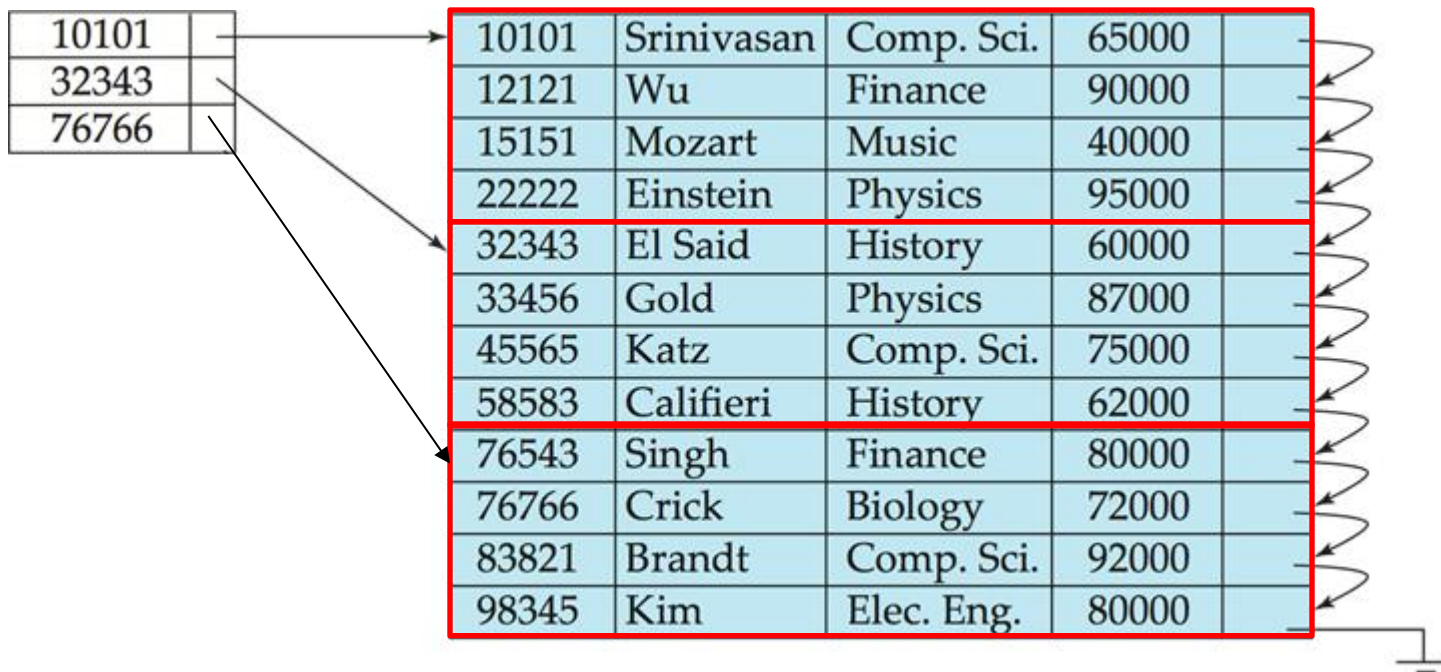 10101
32343
76766
10101 Srinivasan Comp. Sci. 65000
12121 Wu Finance 90000
15151 Mozart Music 40000
22222 Einstein Physics 95000
32343 El Said History 60000
33456 Gold Physics 87000
45565 Katz Comp. Sci. 75000
58583 Califieri History 62000
76543 Singh Finance 80000
76766 Crick Biology 72000
83821 Brandt Comp. Sci. 92000
98345 Kim Elec. Eng. 80000